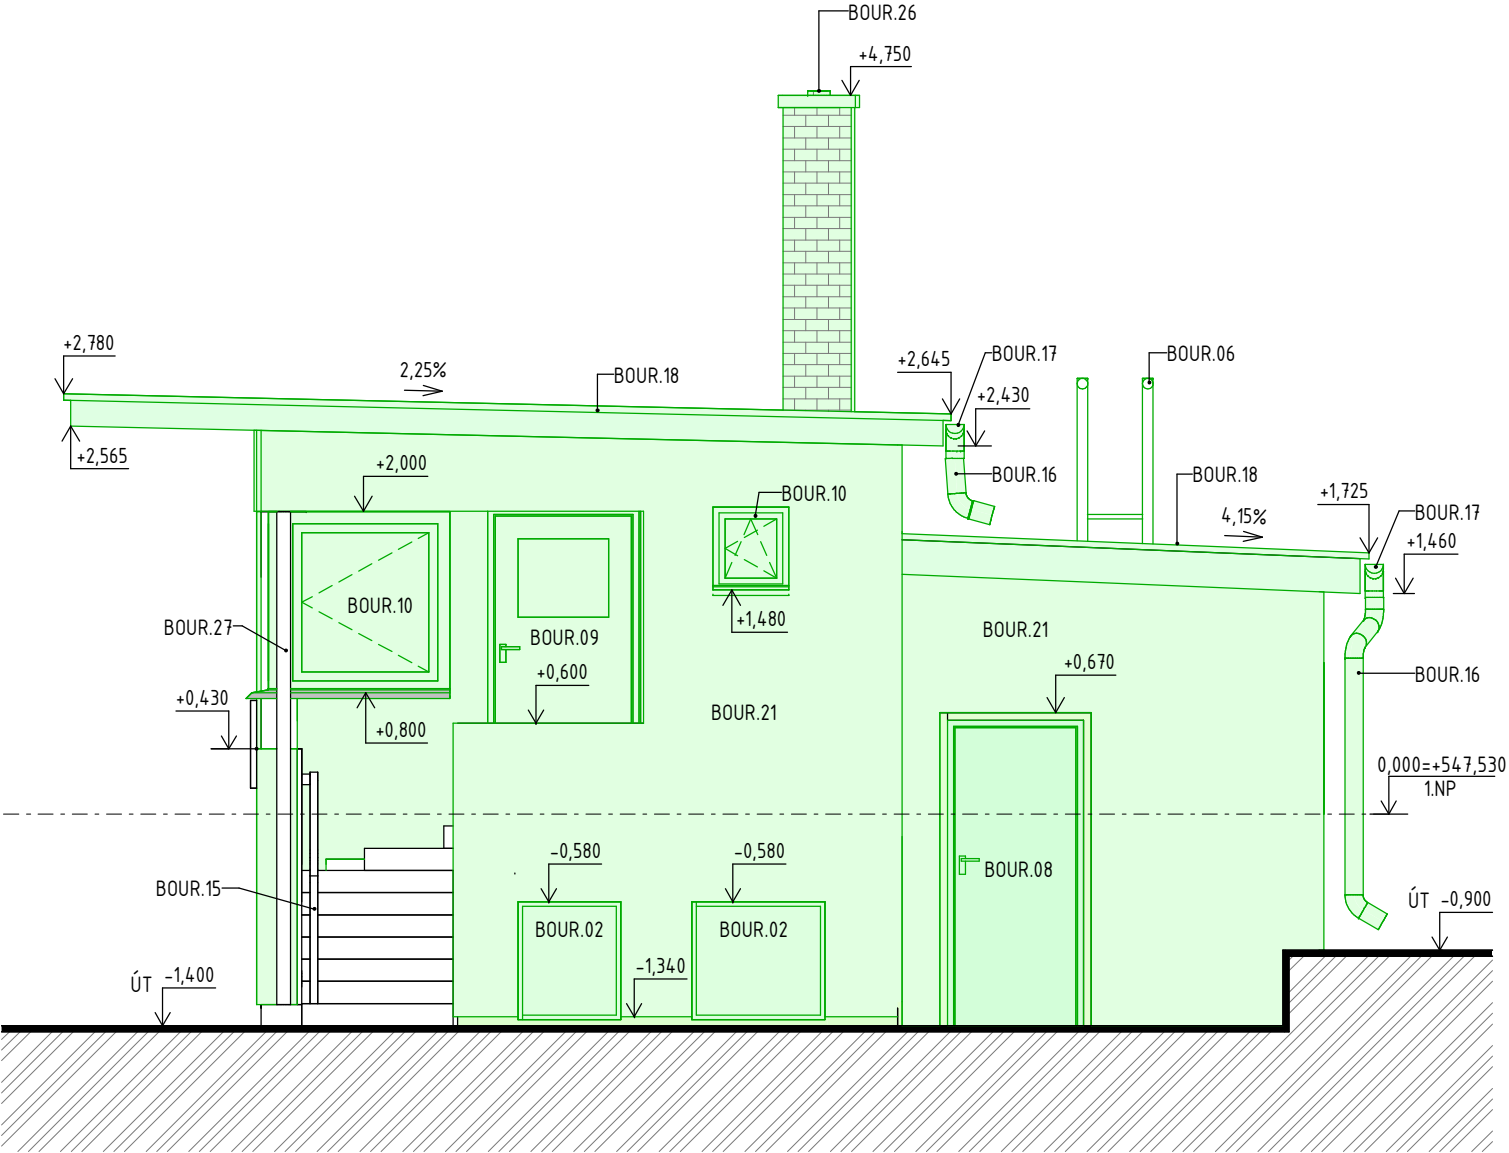 BOUR.26
+4,750
+2,780
2,25%
BOUR.18
+2,645
BOUR.17
BOUR.06
+2,430
+2,565
+2,000
BOUR.10
BOUR.16
BOUR.18
+1,725
4,15%
BOUR.17
+1,460
BOUR.10
+1,480
BOUR.27
BOUR.09
BOUR.21
+0,600
+0,670
BOUR.16
+0,430
+0,800
BOUR.21
0,000=+547,530
1.NP
-0,580
-0,580
BOUR.08
BOUR.15
ÚT -0,900
BOUR.02
BOUR.02
-1,340
ÚT -1,400